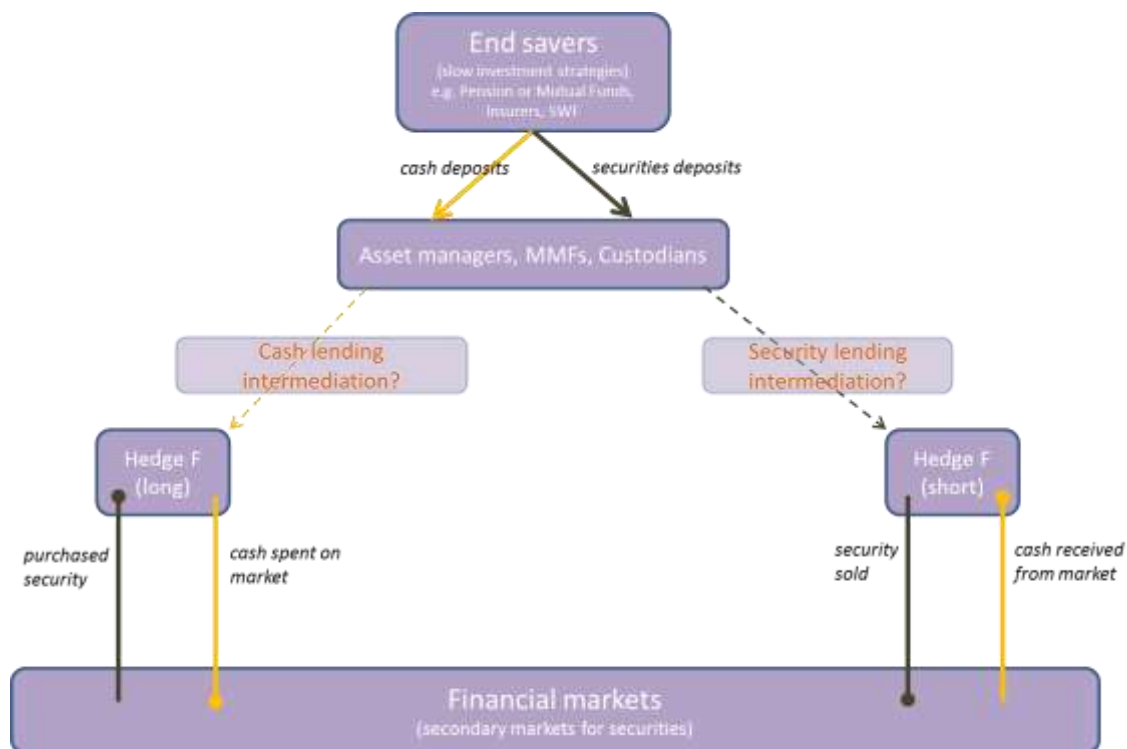 End savers
(slow investment strategies)
e.g. Pension or Mutual Funds,
Insurers, SWF
cash deposits
securities deposits
Asset managers, MMFs, Custodians
Cash lending
intermediation?
Security lending
intermediation?
Hedge F
(long)
Hedge F
(short)
purchased
security
cash spent on
market
security
sold
cash received
from market
Financial markets
(secondary markets for securities)